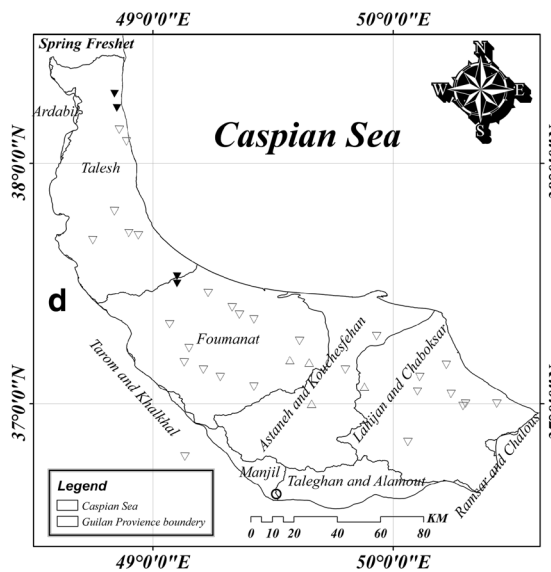 49°0'0"E 50°0'0"E
Spring Freshet
N
W E
S
Ardabil
Caspian Sea
38°0'0"N
Talesh
d
Foumanat
Tarom and Khalkhal
Astaneh and Kouchesfehan
Lahijan and Chaboksar
37°0'0"N
Ramsar and Chalous
Manjil
Taleghan and Alamout
Legend
Caspian Sea
Guilan Provience boundary
KM
0 10 20 40 60 80
49°0'0"E 50°0'0"E